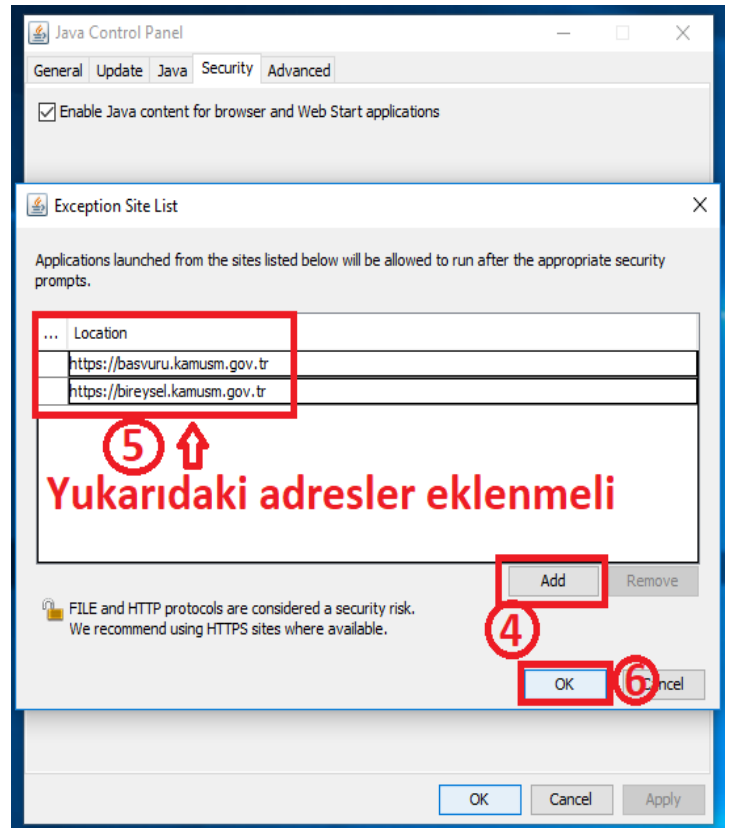 Java Control Panel
General Update Java Security Advanced
Enable Java content for browser and Web Start applications
Exception Site List
Applications launched from the sites listed below will be allowed to run after the appropriate security
prompts.
... Location
https://basvuru.kamusm.gov.tr
https://bireysel.kamusm.gov.tr
5
Yukarıdaki adresler eklenmeli
Add Remove
FILE and HTTP protocols are considered a security risk.
We recommend using HTTPS sites where available.
4
OK 6 Cancel
OK Cancel Apply